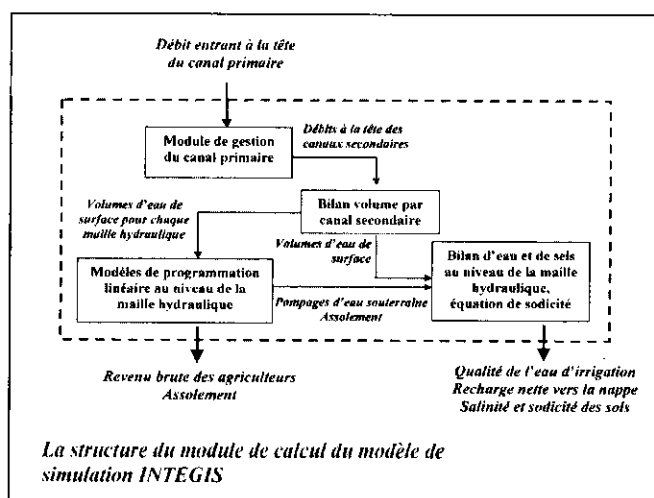 Débit entrant à la tête
du canal primaire
Module de gestion
du canal primaire
Débits à la tête des
canaux secondaires
Bilan volume par
canal secondaire
Volumes d'eau de
surface pour chaque
maille hydraulique
Volumes d'eau de
surface
Modèles de programmation
linéaire au niveau de la
maille hydraulique
Pompages d'eau souterraine
Assolement
Bilan d'eau et de sels
au niveau de la maille
hydraulique,
équation de sodicité
Revenu brute des agriculteurs
Assolement
Qualité de l'eau d'irrigation
Recharge nette vers la nappe
Salinité et sodicité des sols
La structure du module de calcul du modèle de
simulation INTEGIS